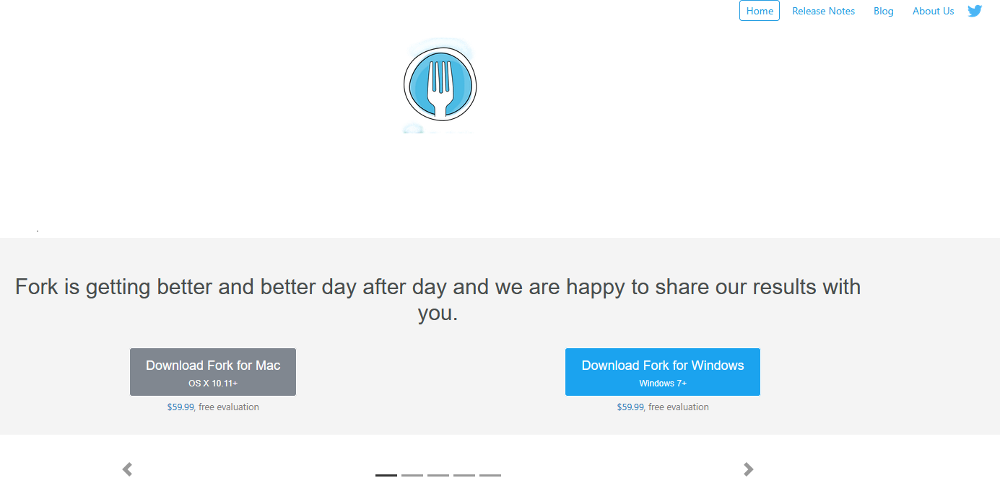 Home Release Notes Blog About Us
Fork is getting better and better day after day and we are happy to share our results with
you.
Download Fork for Mac
OS X 10.11+
$59.99, free evaluation
Download Fork for Windows
Windows 7+
$59.99, free evaluation